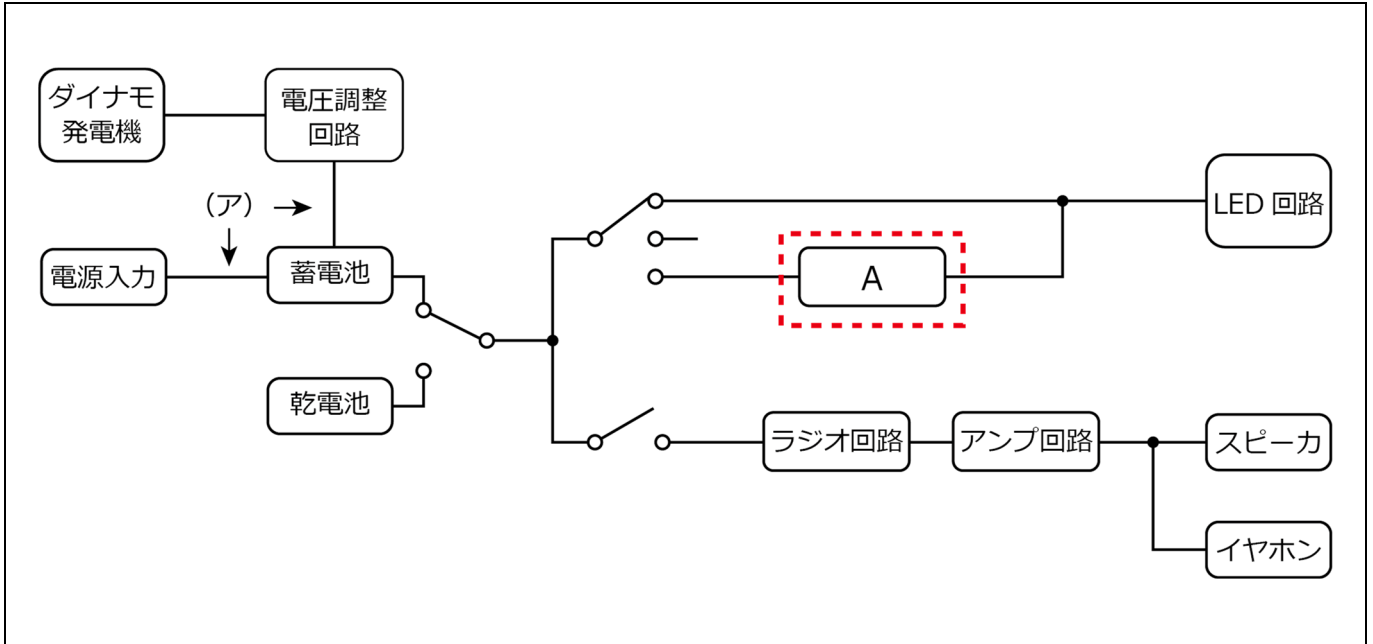 ダイナモ
発電機
電圧調整
回路
(ア)
電源入力
蓄電池
乾電池
A
LED 回路
ラジオ回路
アンプ回路
スピーカ
イヤホン